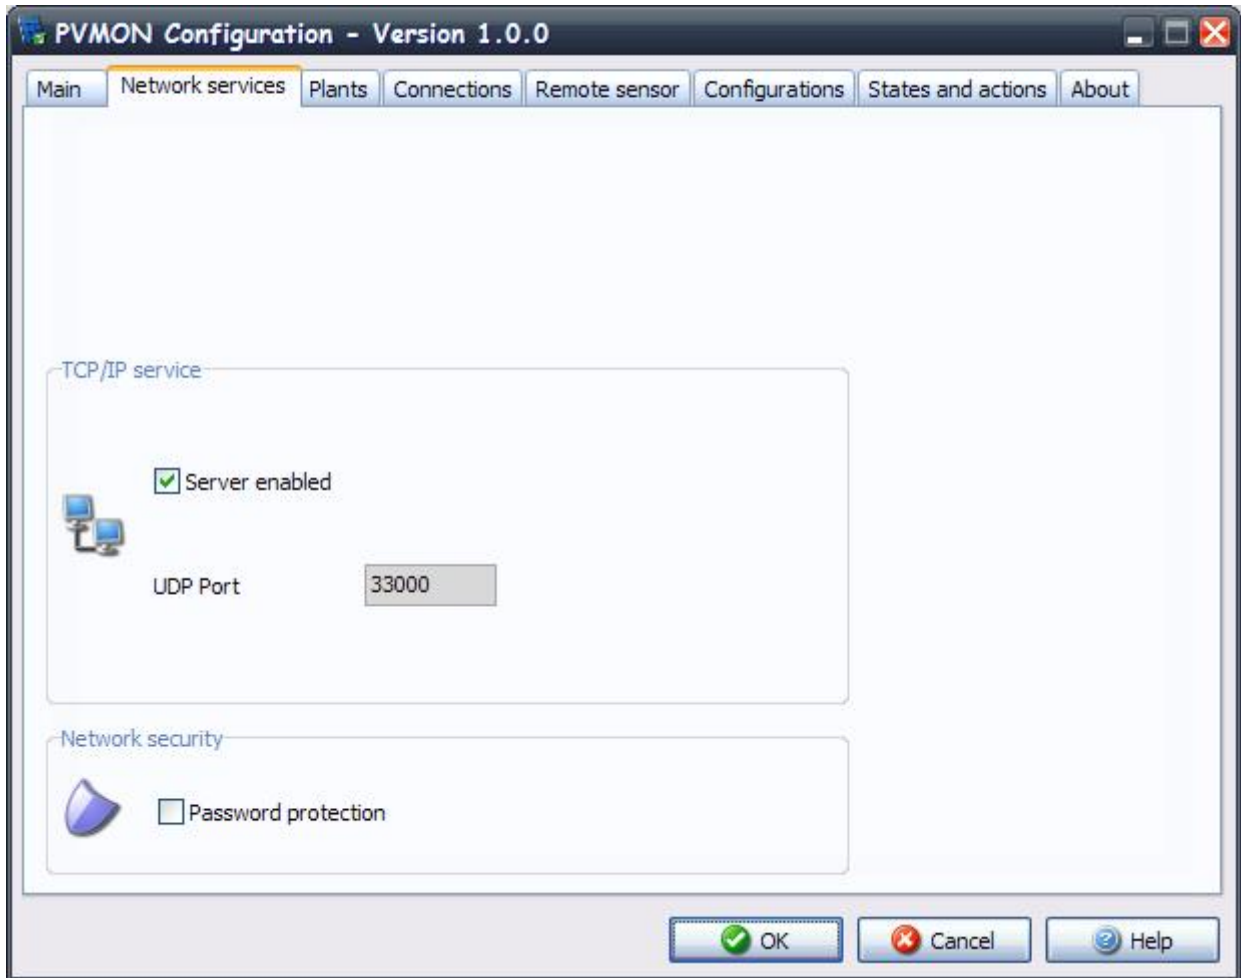 PVMON Configuration - Version 1.0.0
Main Network services Plants Connections Remote sensor Configurations States and actions About
TCP/IP service
Server enabled
UDP Port 33000
Network security
Password protection
OK Cancel Help